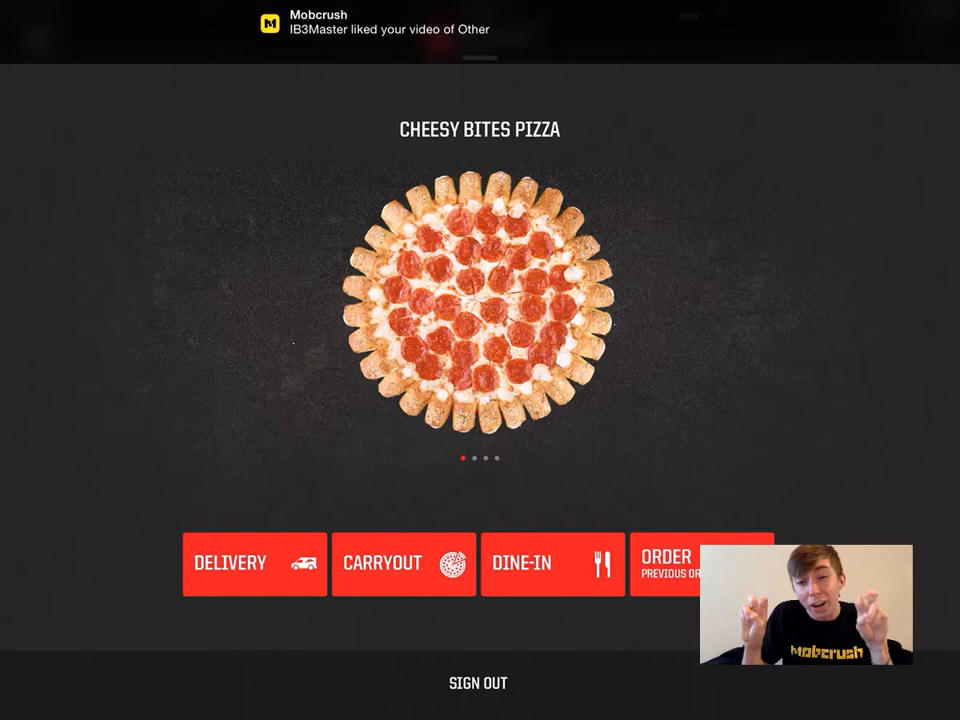 Mobcrush
now
IB3Master liked your video of Other
CHEESY BITES PIZZA
DELIVERY
CARRYOUT
DINE-IN
ORDER
PREVIOUS
Mobcrush
SIGN OUT